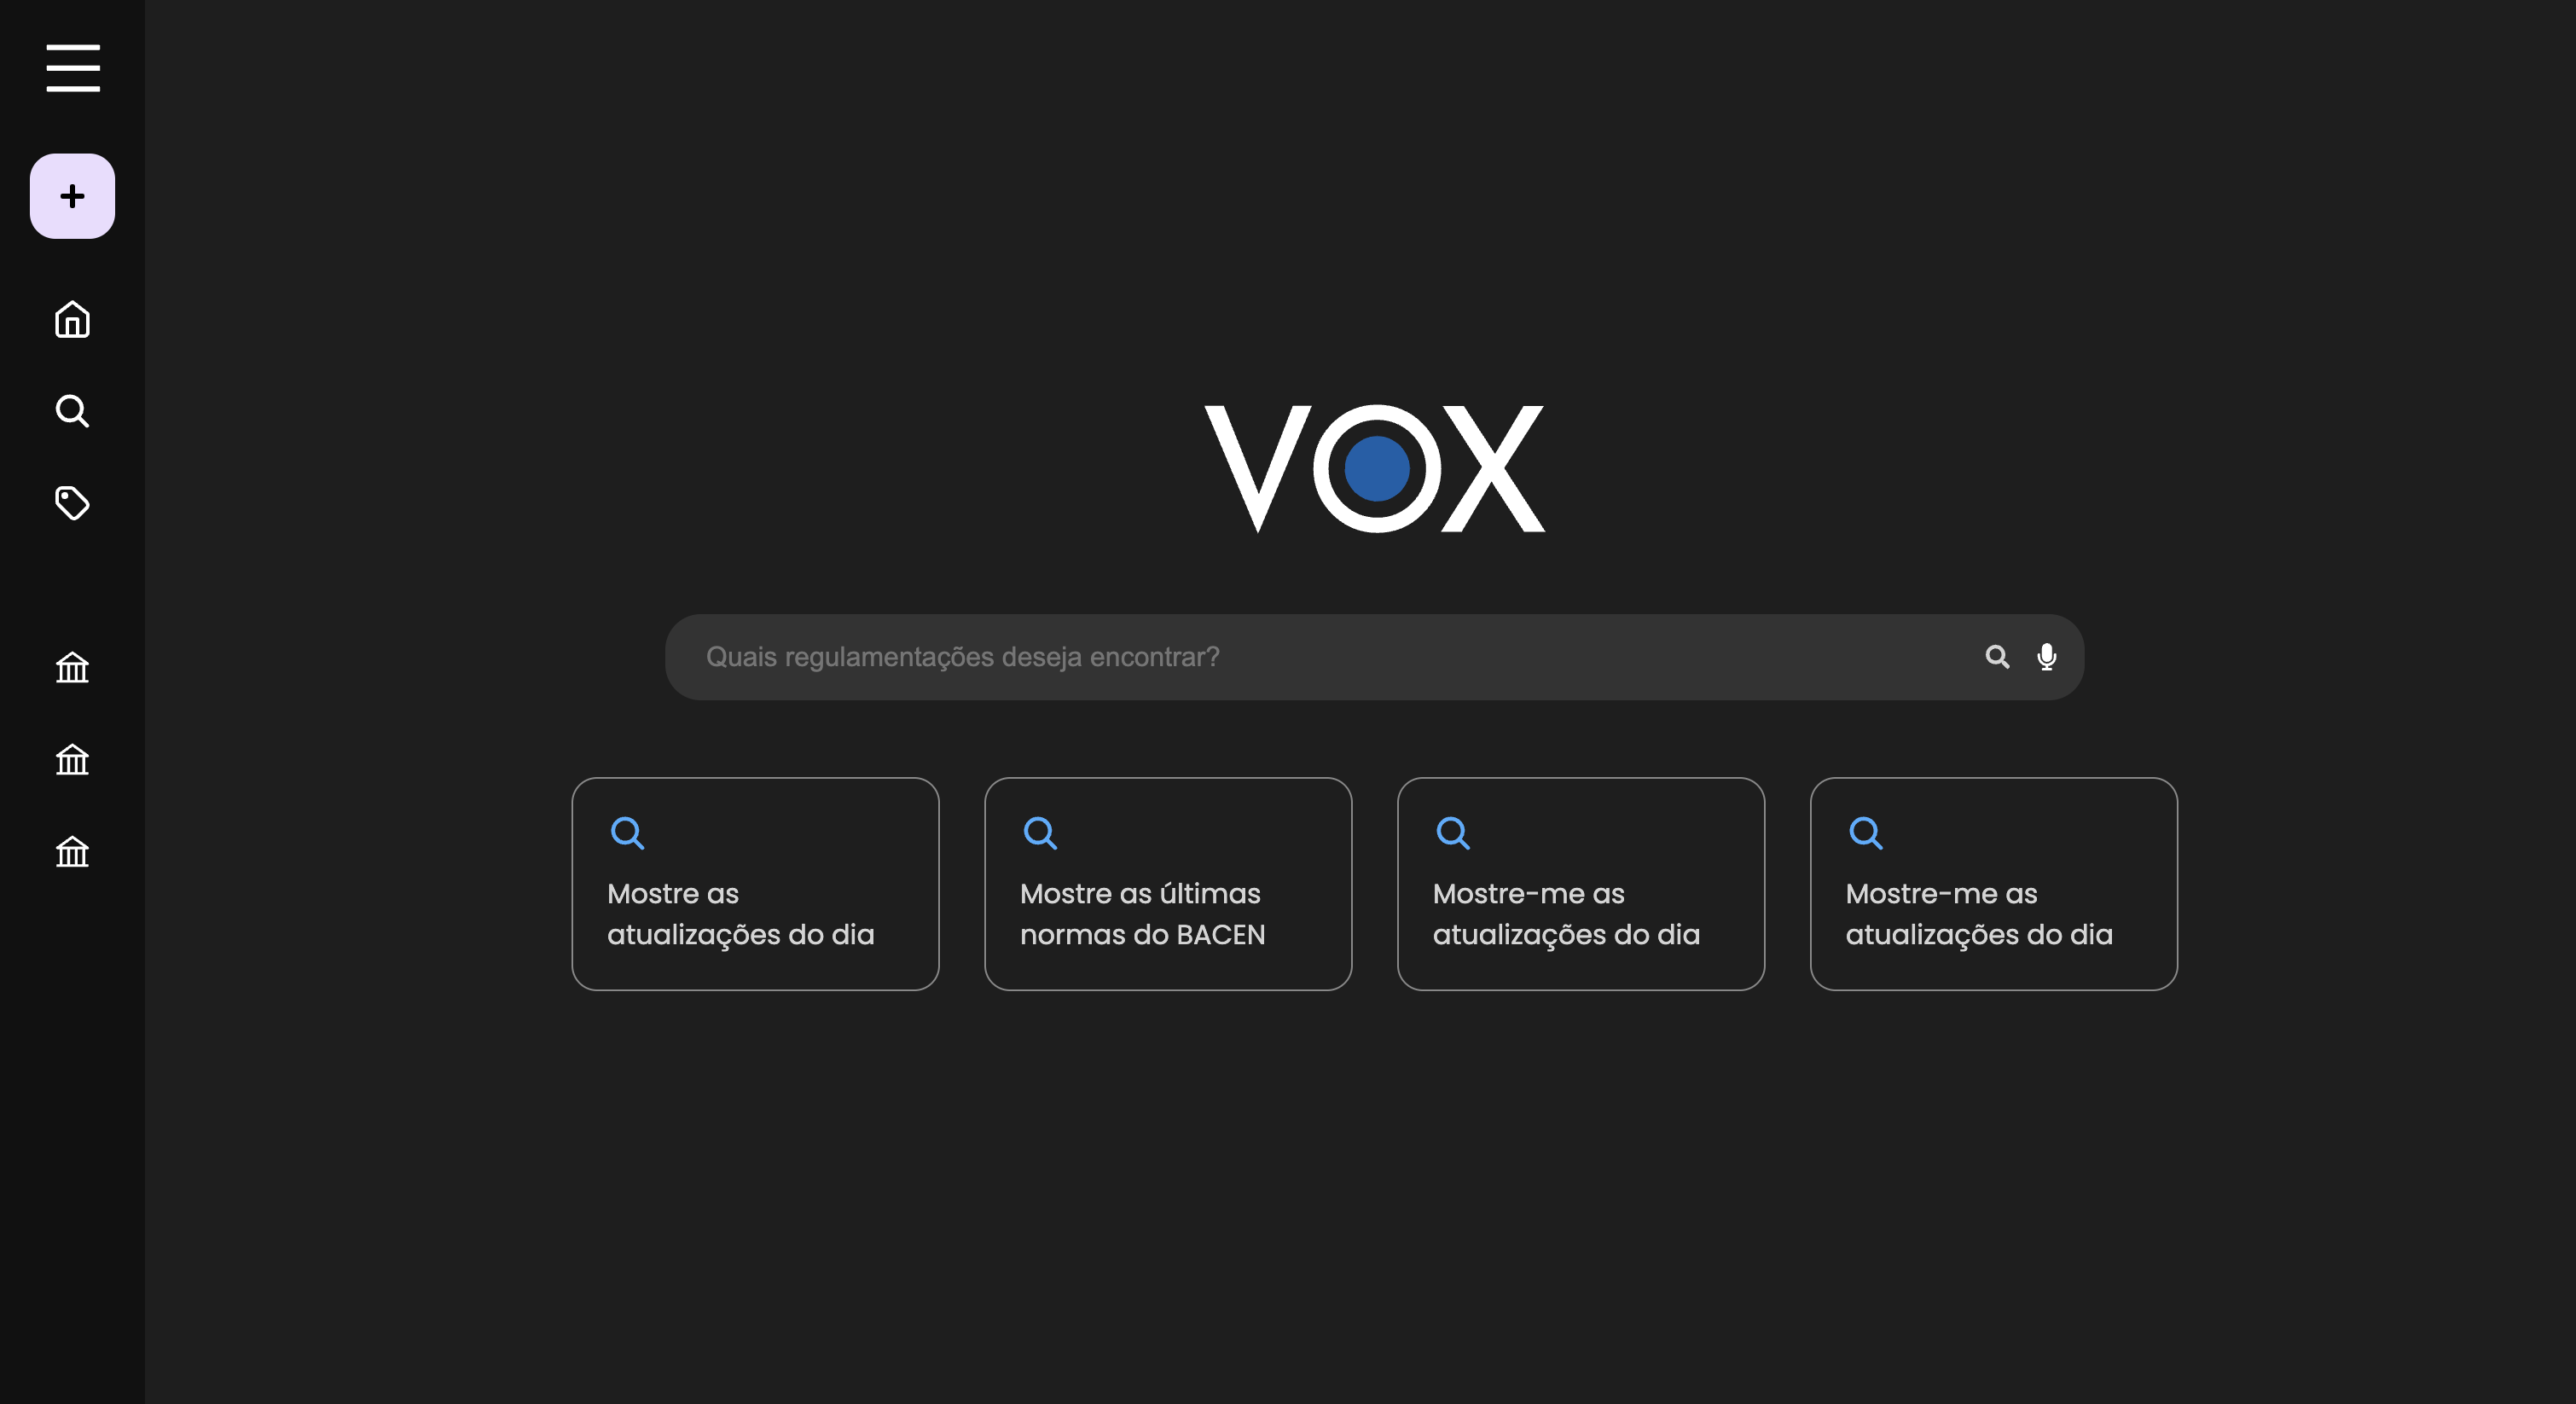 VOX
Quais regulamentações deseja encontrar?
Mostre as
atualizações do dia
Mostre as últimas
normas do BACEN
Mostre-me as
atualizações do dia
Mostre-me as
atualizações do dia